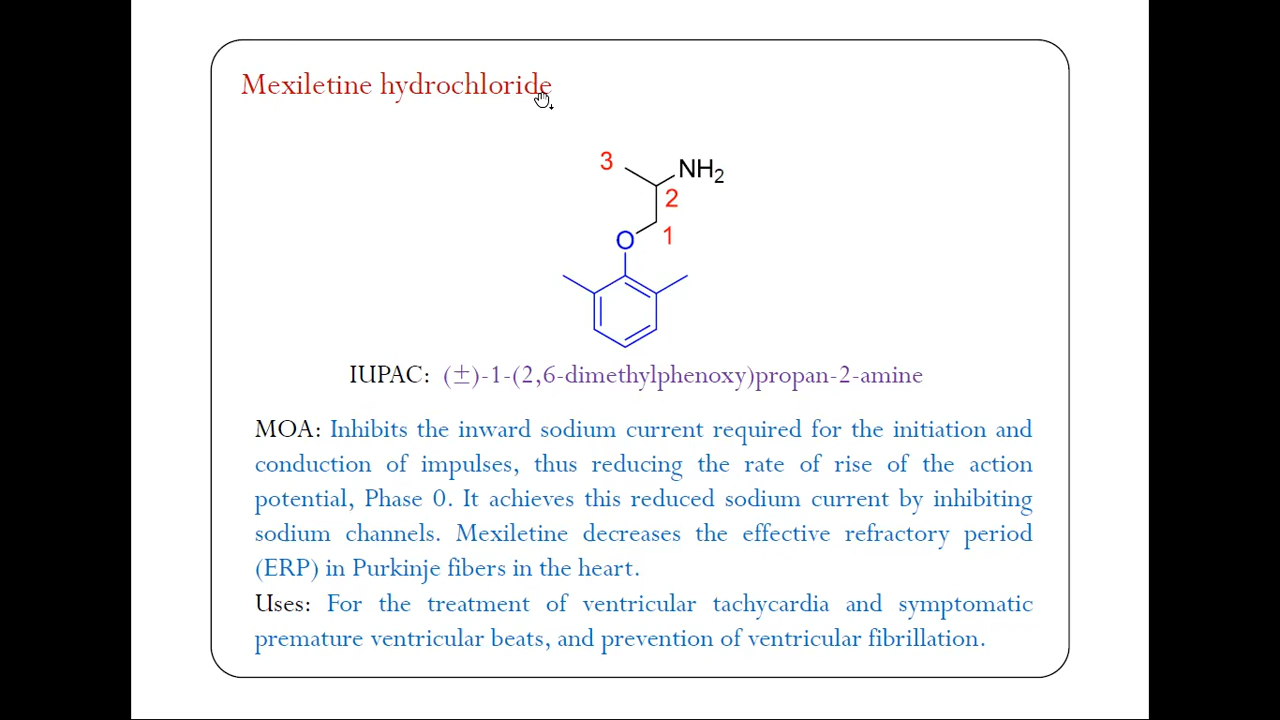 Mexiletine hydrochloride
3
NH2
2
1
O
IUPAC: (±)-1-(2,6-dimethylphenoxy)propan-2-amine
MOA: Inhibits the inward sodium current required for the initiation and
conduction of impulses, thus reducing the rate of rise of the action
potential, Phase 0. It achieves this reduced sodium current by inhibiting
sodium channels. Mexiletine decreases the effective refractory period
(ERP) in Purkinje fibers in the heart.
Uses: For the treatment of ventricular tachycardia and symptomatic
premature ventricular beats, and prevention of ventricular fibrillation.